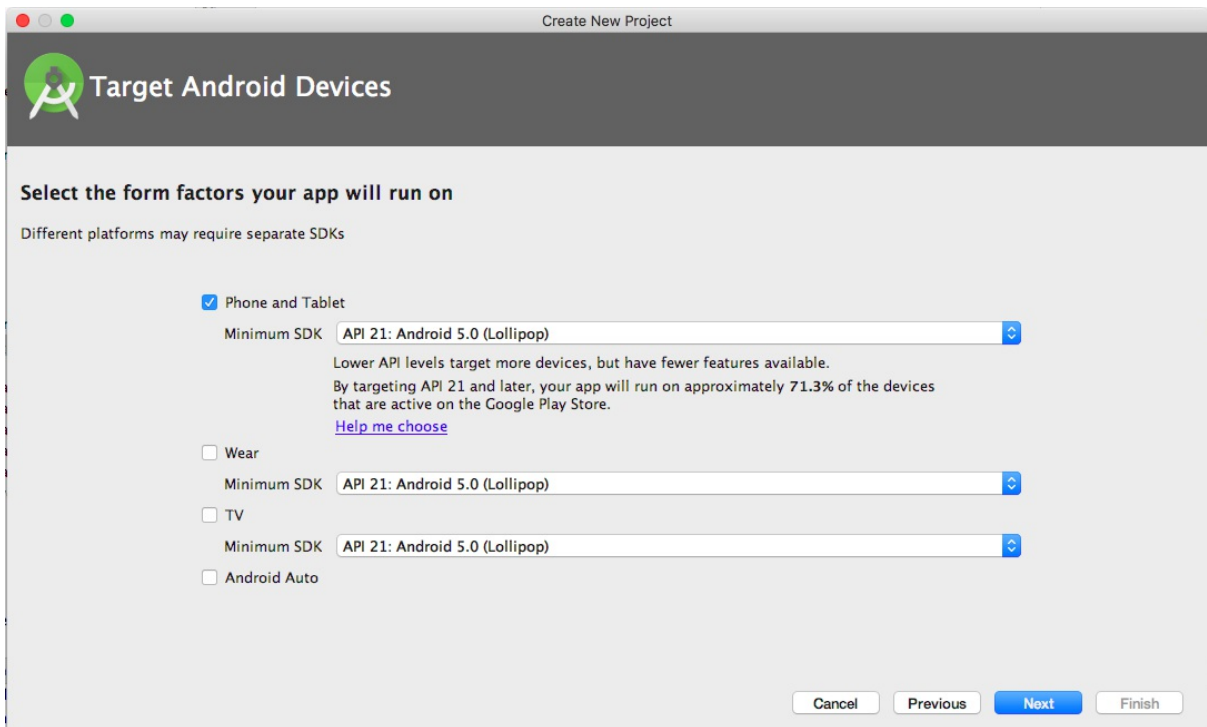 Create New Project
Target Android Devices
Select the form factors your app will run on
Different platforms may require separate SDKs
Phone and Tablet
Minimum SDK API 21: Android 5.0 (Lollipop)
Lower API levels target more devices, but have fewer features available.
By targeting API 21 and later, your app will run on approximately 71.3% of the devices
that are active on the Google Play Store.
Help me choose
Wear
Minimum SDK API 21: Android 5.0 (Lollipop)
TV
Minimum SDK API 21: Android 5.0 (Lollipop)
Android Auto
Cancel Previous Next Finish